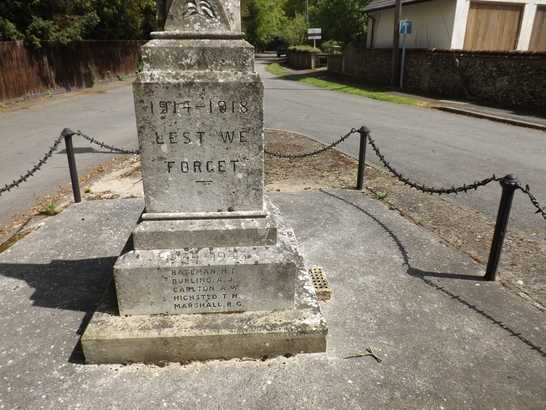 1914-1918
LEST WE
FORGET
BATEMAN H.E
BURLING. A. J.
CARLTON A. W.
HICHSTED T. H.
MARSHALL, R. G.